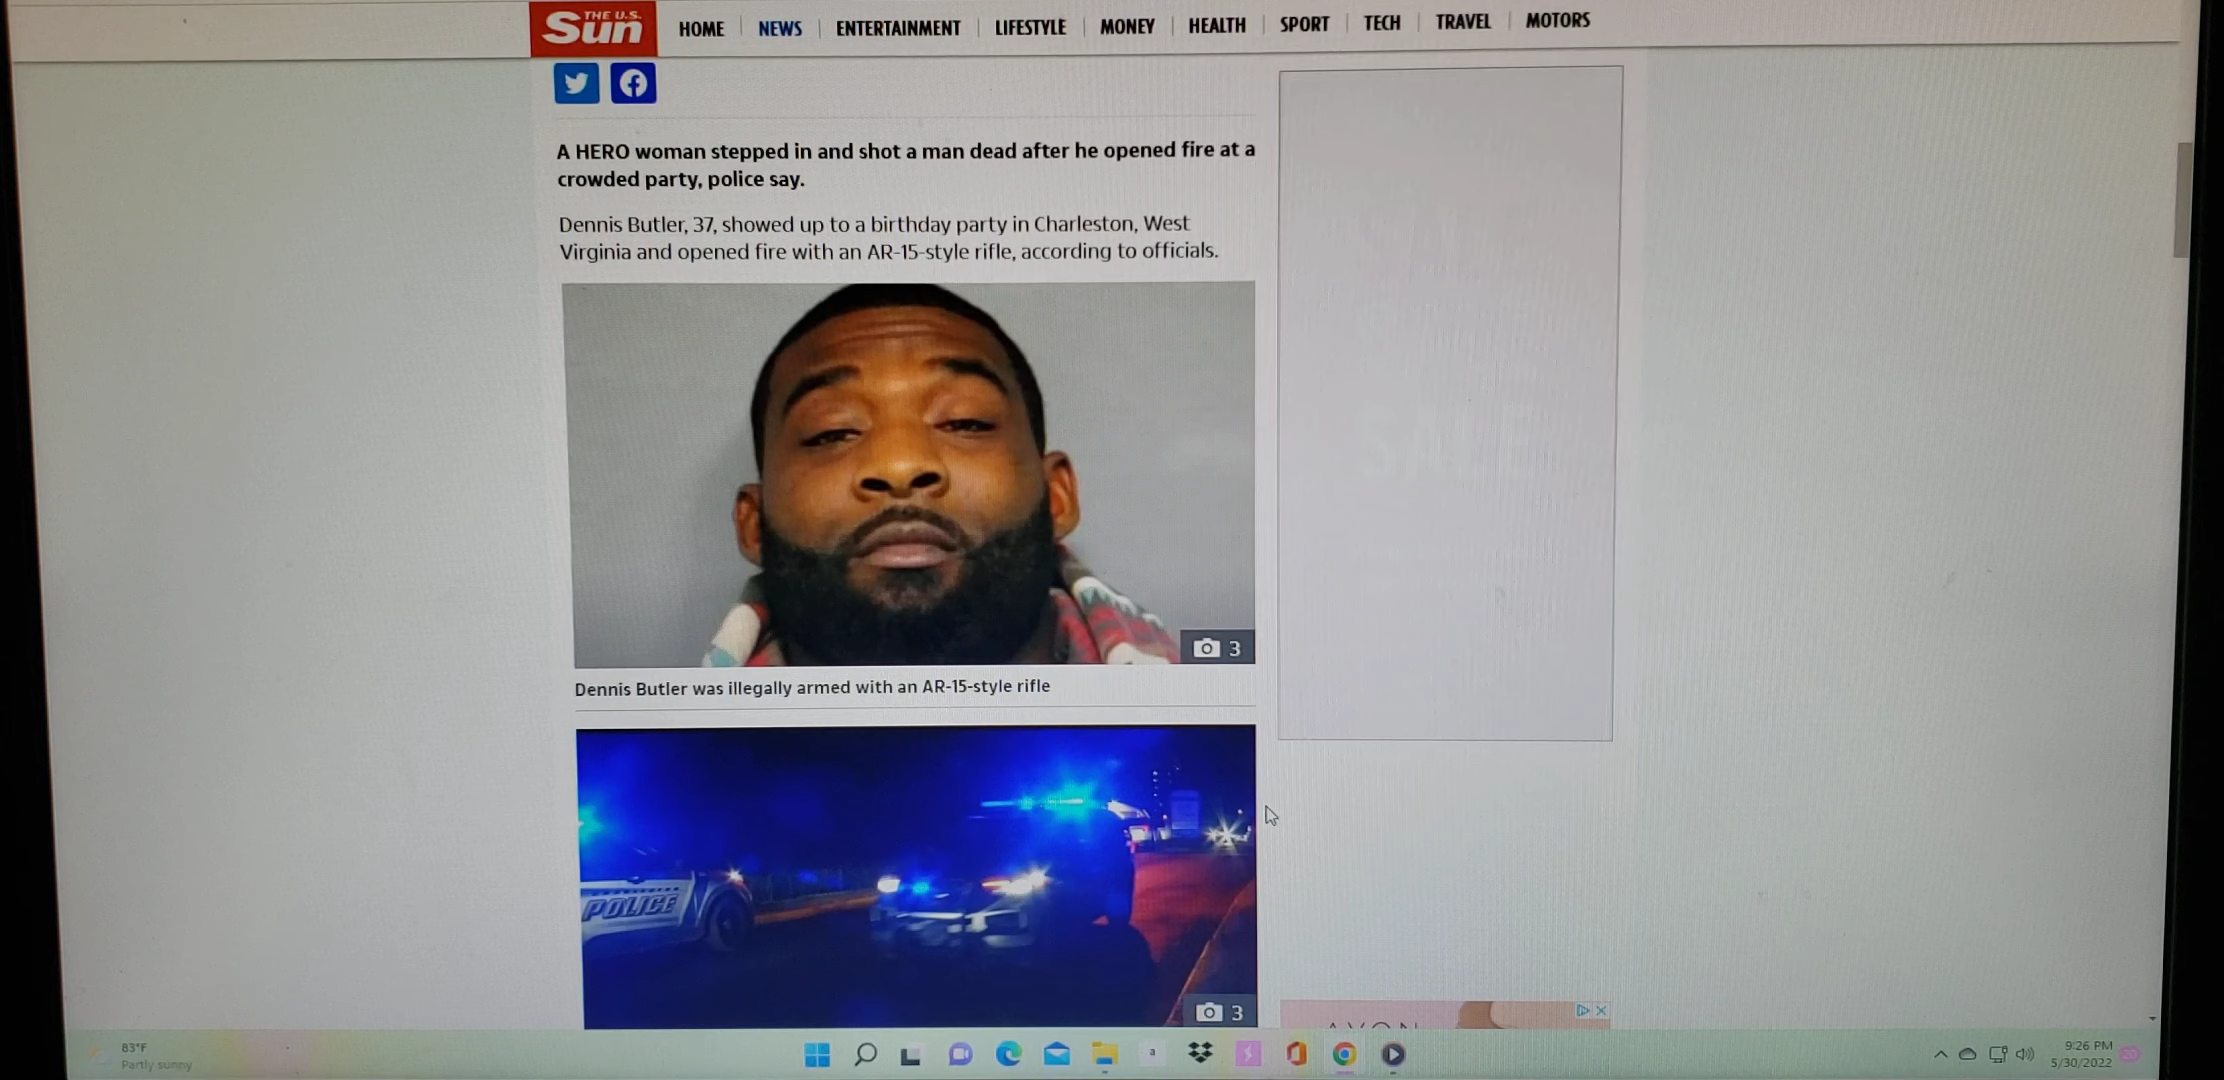 THE U.S.
Sun
HOME NEWS ENTERTAINMENT LIFESTYLE MONEY HEALTH SPORT TECH TRAVEL MOTORS
A HERO woman stepped in and shot a man dead after he opened fire at a
crowded party, police say.
Dennis Butler, 37, showed up to a birthday party in Charleston, West
Virginia and opened fire with an AR-15-style rifle, according to officials.
3
Dennis Butler was illegally armed with an AR-15-style rifle
POLICE
3
AVON
83°F
Partly sunny
a
9:26 PM
5/30/2022
20